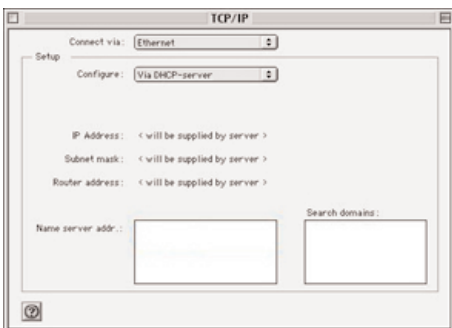 TCP/IP
Connect via: Ethernet
Setup
Configure: Via DHCP-server
IP Address: < will be supplied by server >
Subnet mask: < will be supplied by server >
Router address: < will be supplied by server >
Search domains:
Name server addr.:
?